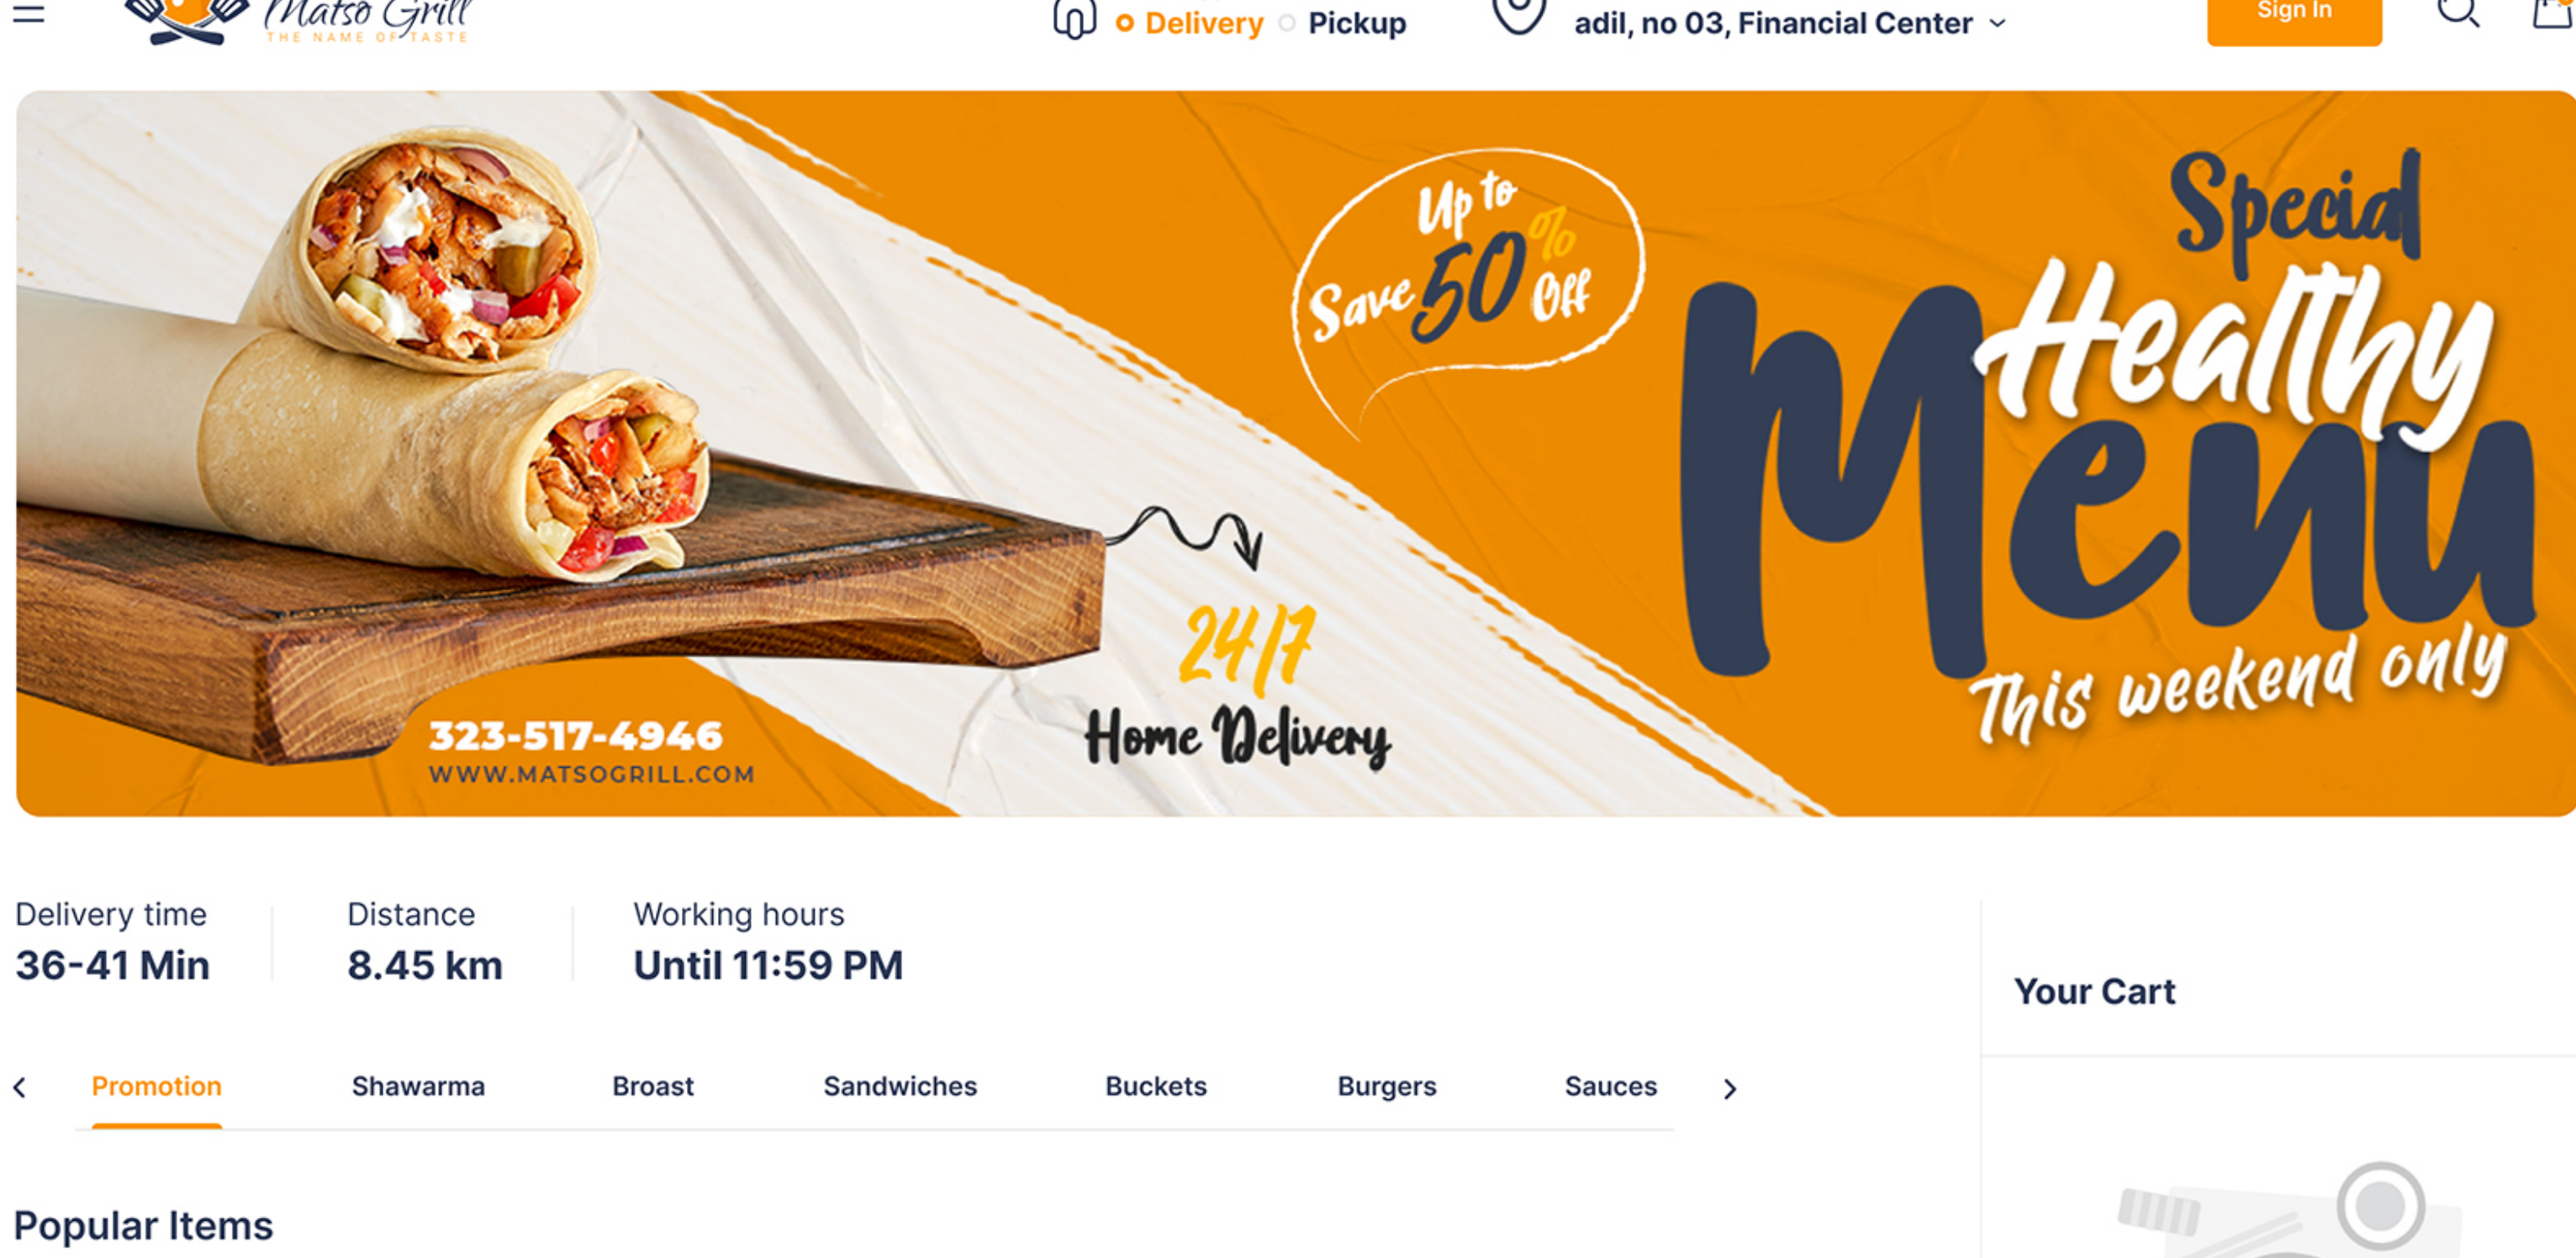 Matso Grill
THE NAME OF TASTE
Delivery
Pickup
adil, no 03, Financial Center
Sign In
Up to
Save 50% Off
Special
Healthy
Menu
This weekend only
24/7
Home Delivery
323-517-4946
WWW.MATSOGRILL.COM
Delivery time
36-41 Min
Distance
8.45 km
Working hours
Until 11:59 PM
Your Cart
Promotion
Shawarma
Broast
Sandwiches
Buckets
Burgers
Sauces
Popular Items